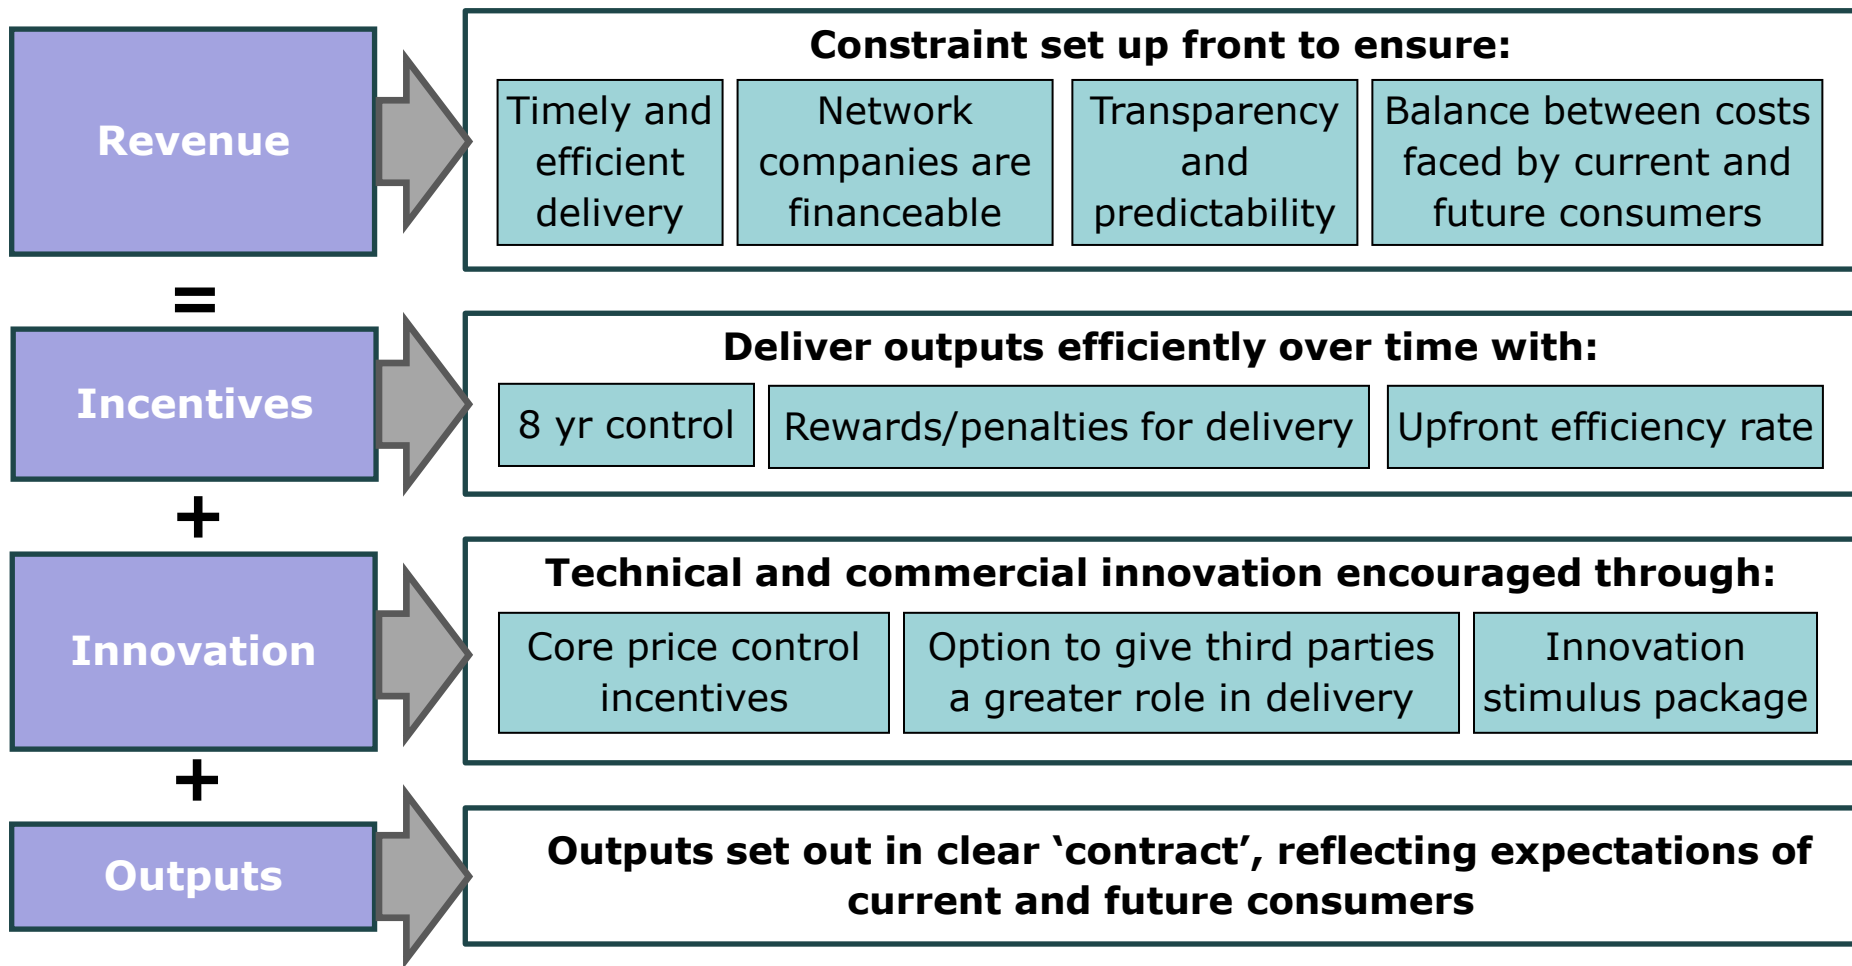 Revenue
Constraint set up front to ensure:
Timely and
efficient
delivery
Network
companies are
financeable
Transparency
and
predictability
Balance between costs
faced by current and
future consumers
=
Incentives
Deliver outputs efficiently over time with:
8 yr control
Rewards/penalties for delivery
Upfront efficiency rate
+
Innovation
Technical and commercial innovation encouraged through:
Core price control
incentives
Option to give third parties
a greater role in delivery
Innovation
stimulus package
+
Outputs
Outputs set out in clear ‘contract’, reflecting expectations of
current and future consumers